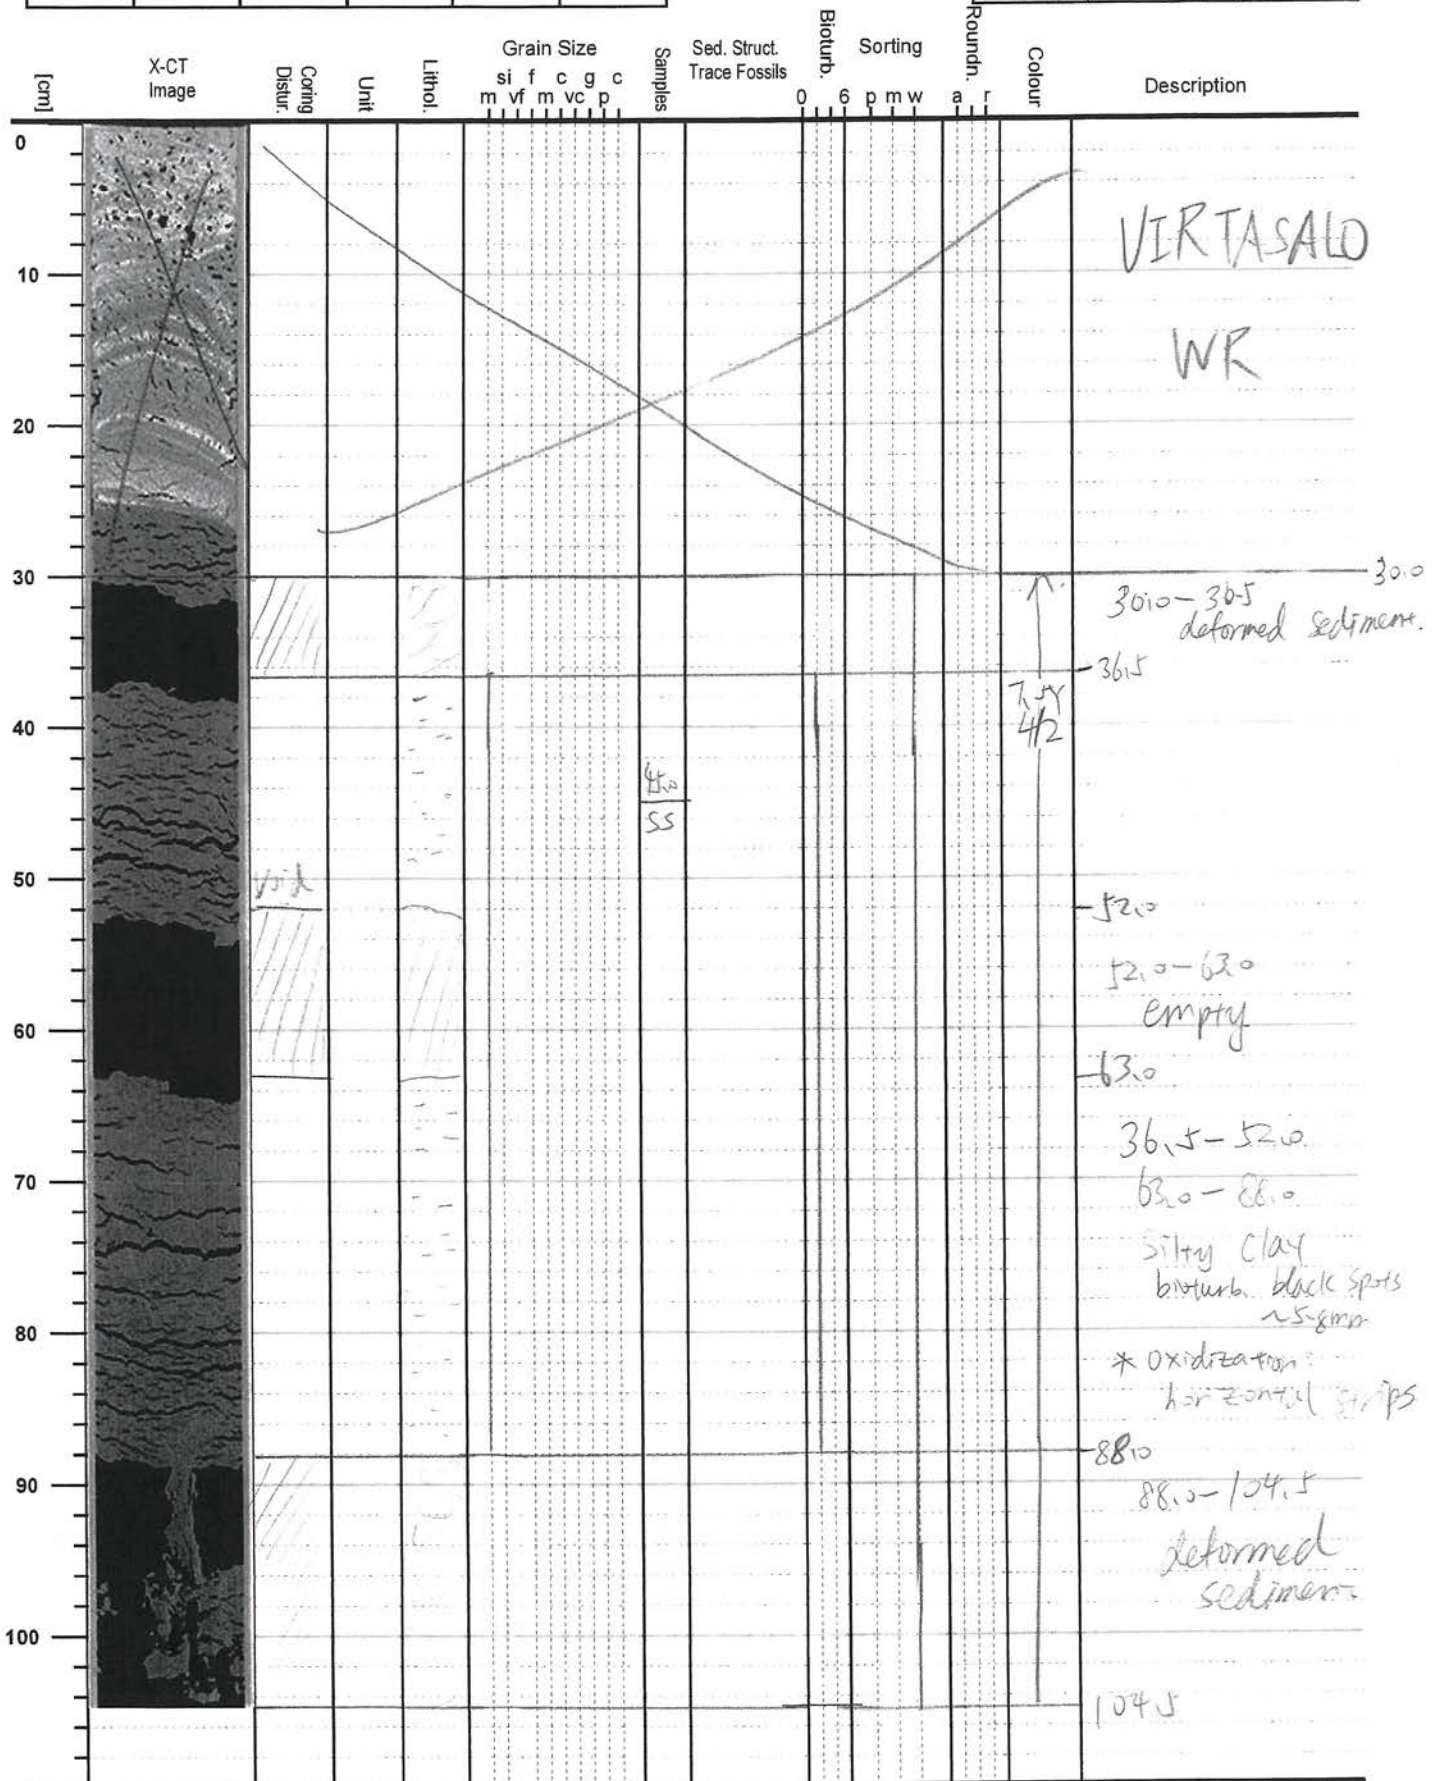 [cm]
X-CT
Image
Coring
Distur.
Unit
Lithol.
Grain Size
si f c g c
m vf m vc p
Samples
Sed. Struct.
Trace Fossils
Bioturb.
0 6
Sorting
p m w
Roundn.
a r
Colour
Description
0
VIRTASALO
10
WR
20
30
30.0
30.0-36.5
deformed sediment.
36.5
7.5Y
4/2
40
SS
50
void
52.0
52.0-63.0
empty
60
63.0
36.5-52.0
70
63.0-88.0
Silty Clay
bioturb. black spots
~5-8mm
80
* Oxidization
horizontal strips
88.0
90
88.0-104.5
deformed
sediment
100
104.5